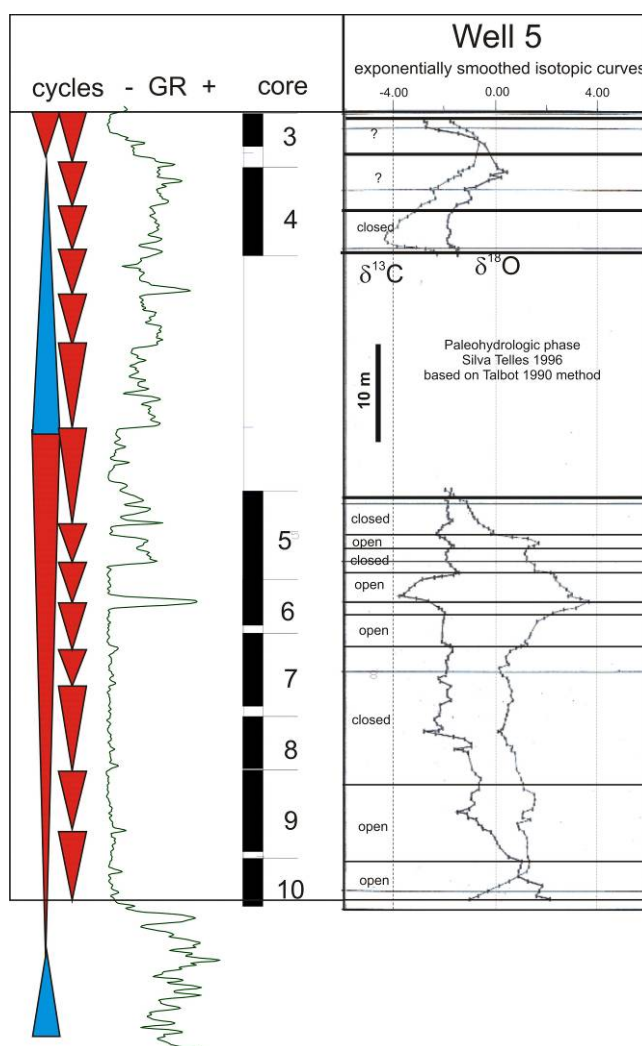 Well 5
exponentially smoothed isotopic curves
cycles - GR + core
-4.00 0.00 4.00
3
?
?
4
closed
δ13C δ18O
Paleohydrologic phase
Silva Telles 1996
based on Talbot 1990 method
10 m
closed
5
open
closed
open
6
open
7
closed
8
9
open
open
10